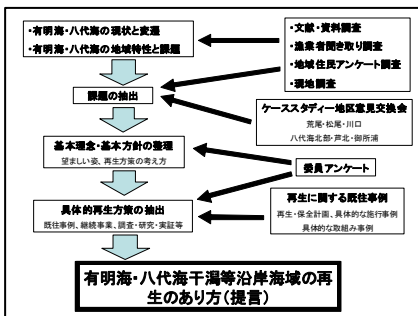 ・有明海・八代海の現状と変遷
・有明海・八代海の地域特性と課題
・文献・資料調査
・漁業者聞き取り調査
・地域住民アンケート調査
・現地調査
課題の抽出
ケーススタディー地区意見交換会
荒尾・松尾・川口
八代海北部・芦北・御所浦
基本理念・基本方針の整理
望ましい姿、再生方策の考え方
委員アンケート
具体的再生方策の抽出
既往事例、継続事業、調査・研究・実証等
再生に関する既往事例
再生・保全計画、具体的な施行事例
具体的な取組み事例
有明海・八代海干潟等沿岸海域の再
生のあり方(提言)